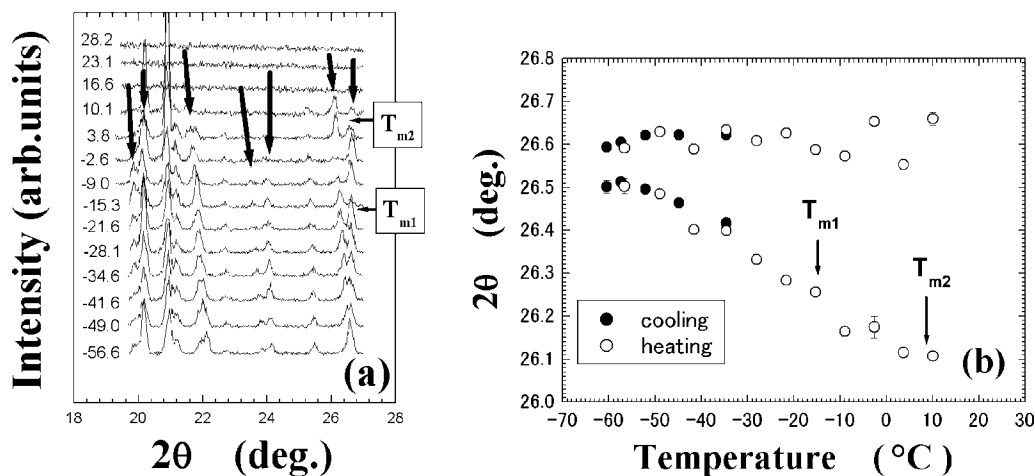 (a)
Intensity (arb.units)
28.2
23.1
16.6
10.1
3.8
-2.6
-9.0
-15.3
-21.6
-28.1
-34.6
-41.6
-49.0
-56.6
Tm2
Tm1
(a)
18 20 22 24 26 28
2θ (deg.)
(b)
2θ (deg.)
26.8
26.7
26.6
26.5
26.4
26.3
26.2
26.1
26.0
Tm1
Tm2
cooling
heating
(b)
-70 -60 -50 -40 -30 -20 -10 0 10 20 30
Temperature (°C)